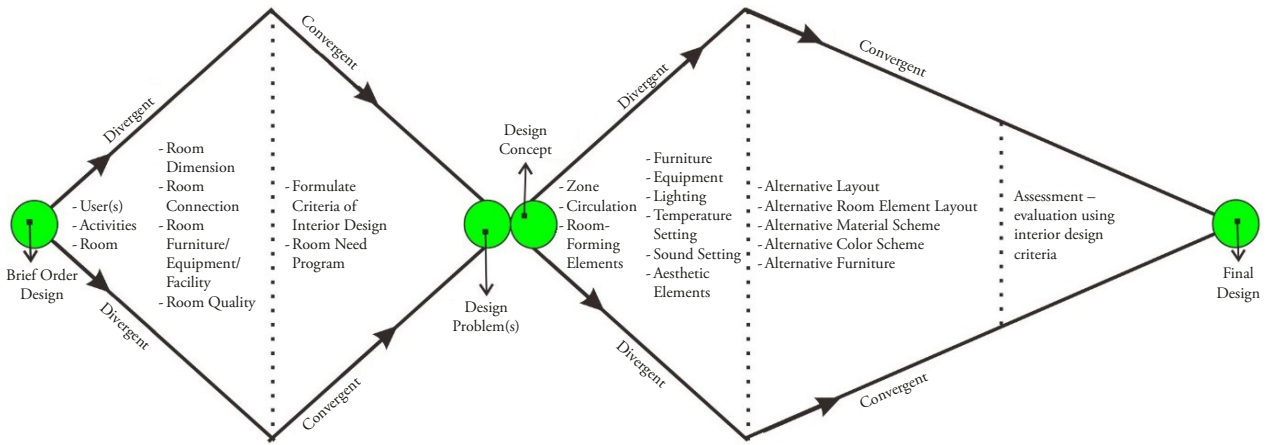 Divergent
- User(s)
- Activities
- Room
Brief Order
Design
Divergent
- Room
Dimension
- Room
Connection
- Room
Furniture/
Equipment/
Facility
- Room Quality
Convergent
- Formulate
Criteria of
Interior Design
- Room Need
Program
Convergent
Design
Problem(s)
Design
Concept
Divergent
- Zone
- Circulation
- Room-
Forming
Elements
Divergent
- Furniture
- Equipment
- Lighting
- Temperature
Setting
- Sound Setting
- Aesthetic
Elements
Convergent
- Alternative Layout
- Alternative Room Element Layout
- Alternative Material Scheme
- Alternative Color Scheme
- Alternative Furniture
Convergent
Assessment –
evaluation using
interior design
criteria
Final
Design